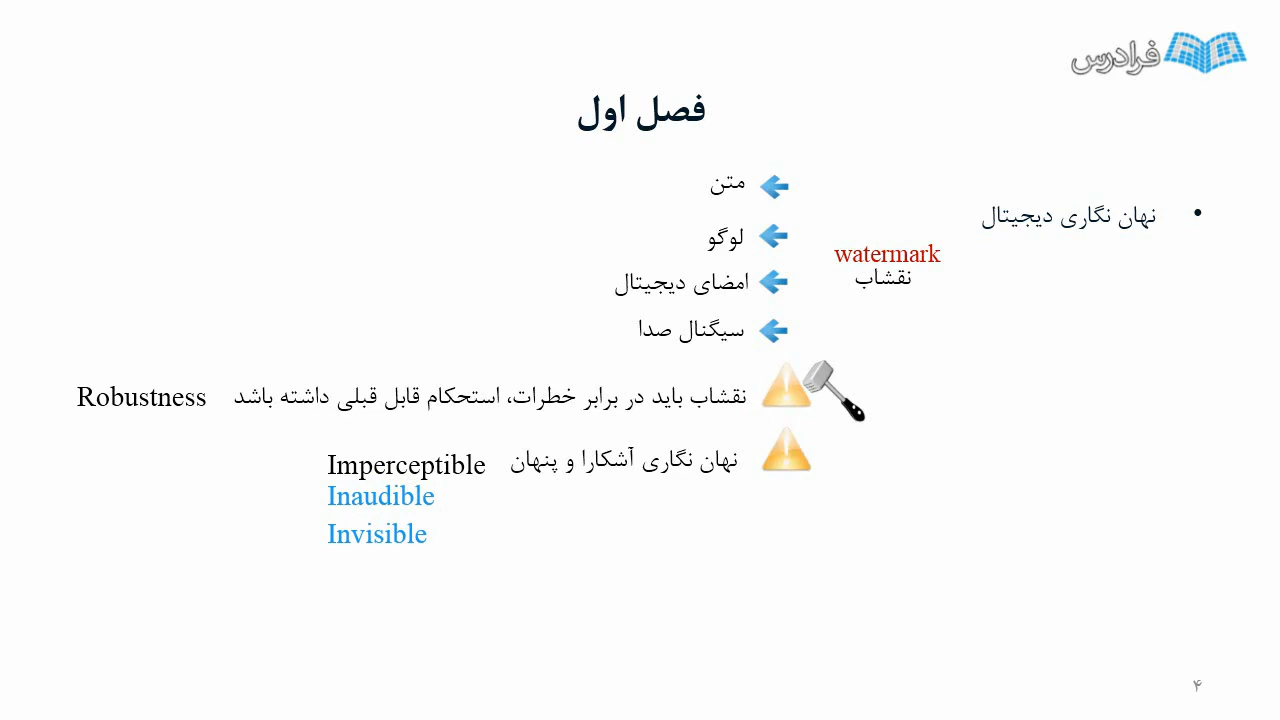 فرادرس
فصل اول
• نهان نگاری دیجیتال
watermark
نقشاب
متن
لوگو
امضای دیجیتال
سیگنال صدا
نقشاب باید در برابر خطرات، استحکام قابل قبلی داشته باشد Robustness
نهان نگاری آشکارا و پنهان Imperceptible
Inaudible
Invisible
۴